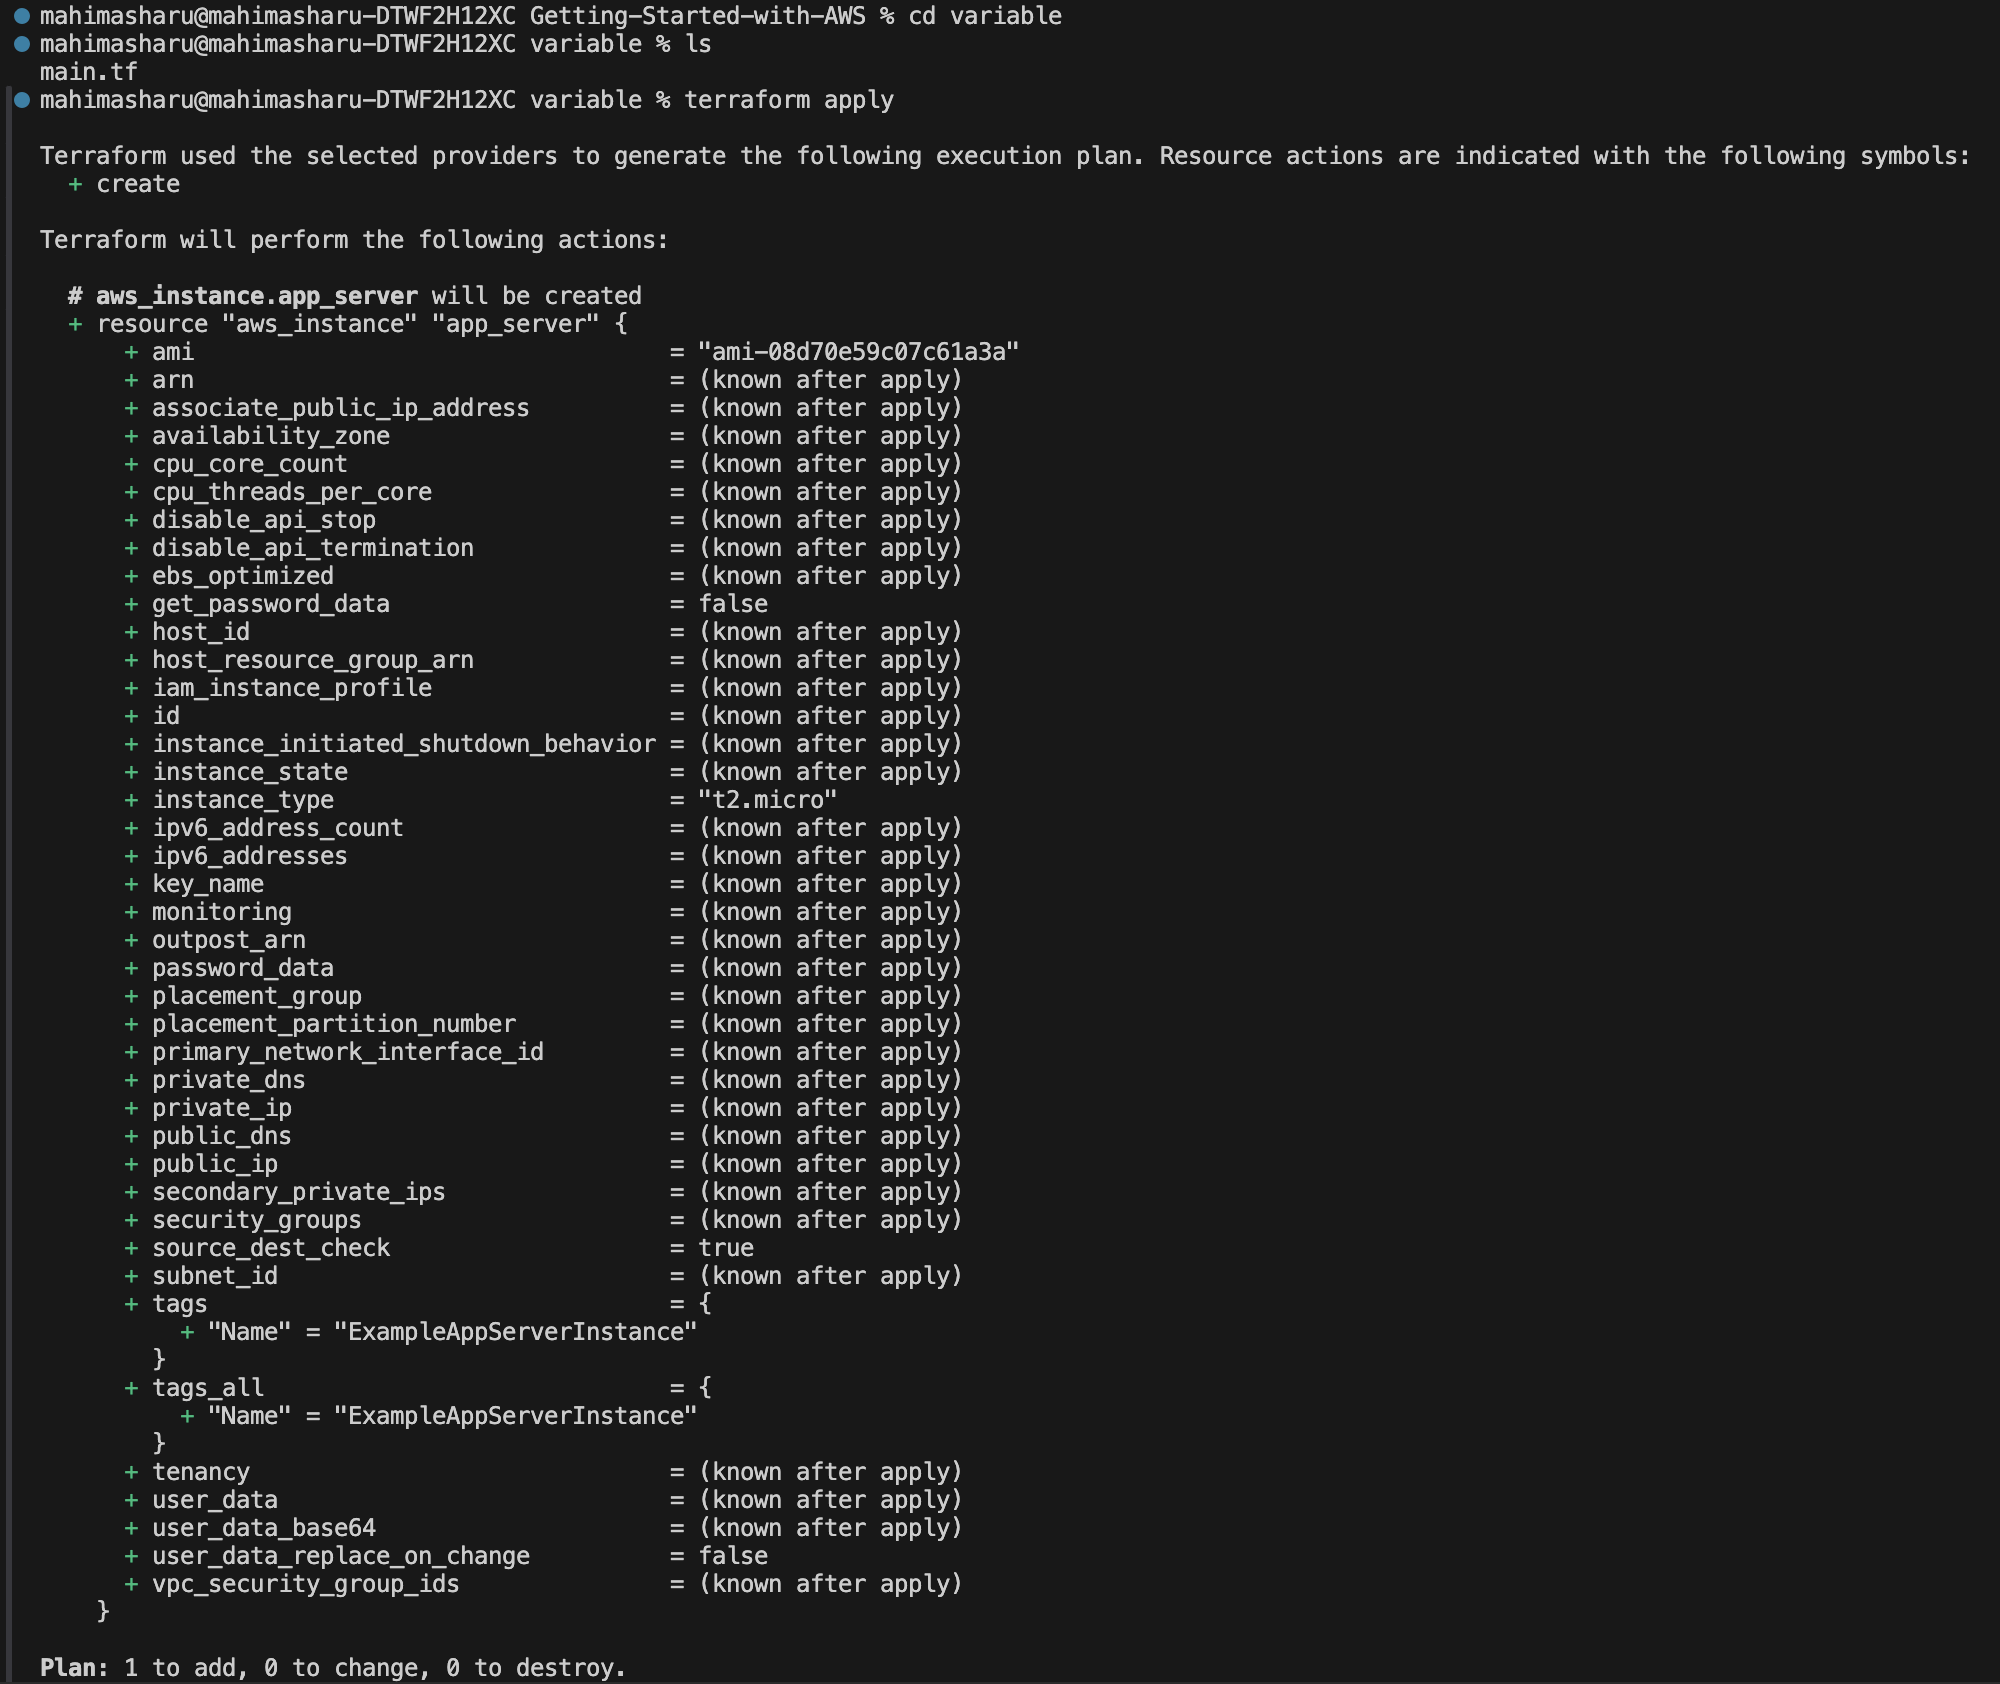 mahimasharu@mahimasharu-DTWF2H12XC Getting-Started-with-AWS % cd variable
mahimasharu@mahimasharu-DTWF2H12XC variable % ls
main.tf
mahimasharu@mahimasharu-DTWF2H12XC variable % terraform apply
Terraform used the selected providers to generate the following execution plan. Resource actions are indicated with the following symbols:
+ create
Terraform will perform the following actions:
# aws_instance.app_server will be created
+ resource "aws_instance" "app_server" {
+ ami = "ami-08d70e59c07c61a3a"
+ arn = (known after apply)
+ associate_public_ip_address = (known after apply)
+ availability_zone = (known after apply)
+ cpu_core_count = (known after apply)
+ cpu_threads_per_core = (known after apply)
+ disable_api_stop = (known after apply)
+ disable_api_termination = (known after apply)
+ ebs_optimized = (known after apply)
+ get_password_data = false
+ host_id = (known after apply)
+ host_resource_group_arn = (known after apply)
+ iam_instance_profile = (known after apply)
+ id = (known after apply)
+ instance_initiated_shutdown_behavior = (known after apply)
+ instance_state = (known after apply)
+ instance_type = "t2.micro"
+ ipv6_address_count = (known after apply)
+ ipv6_addresses = (known after apply)
+ key_name = (known after apply)
+ monitoring = (known after apply)
+ outpost_arn = (known after apply)
+ password_data = (known after apply)
+ placement_group = (known after apply)
+ placement_partition_number = (known after apply)
+ primary_network_interface_id = (known after apply)
+ private_dns = (known after apply)
+ private_ip = (known after apply)
+ public_dns = (known after apply)
+ public_ip = (known after apply)
+ secondary_private_ips = (known after apply)
+ security_groups = (known after apply)
+ source_dest_check = true
+ subnet_id = (known after apply)
+ tags = {
+ "Name" = "ExampleAppServerInstance"
}
+ tags_all = {
+ "Name" = "ExampleAppServerInstance"
}
+ tenancy = (known after apply)
+ user_data = (known after apply)
+ user_data_base64 = (known after apply)
+ user_data_replace_on_change = false
+ vpc_security_group_ids = (known after apply)
}
Plan: 1 to add, 0 to change, 0 to destroy.